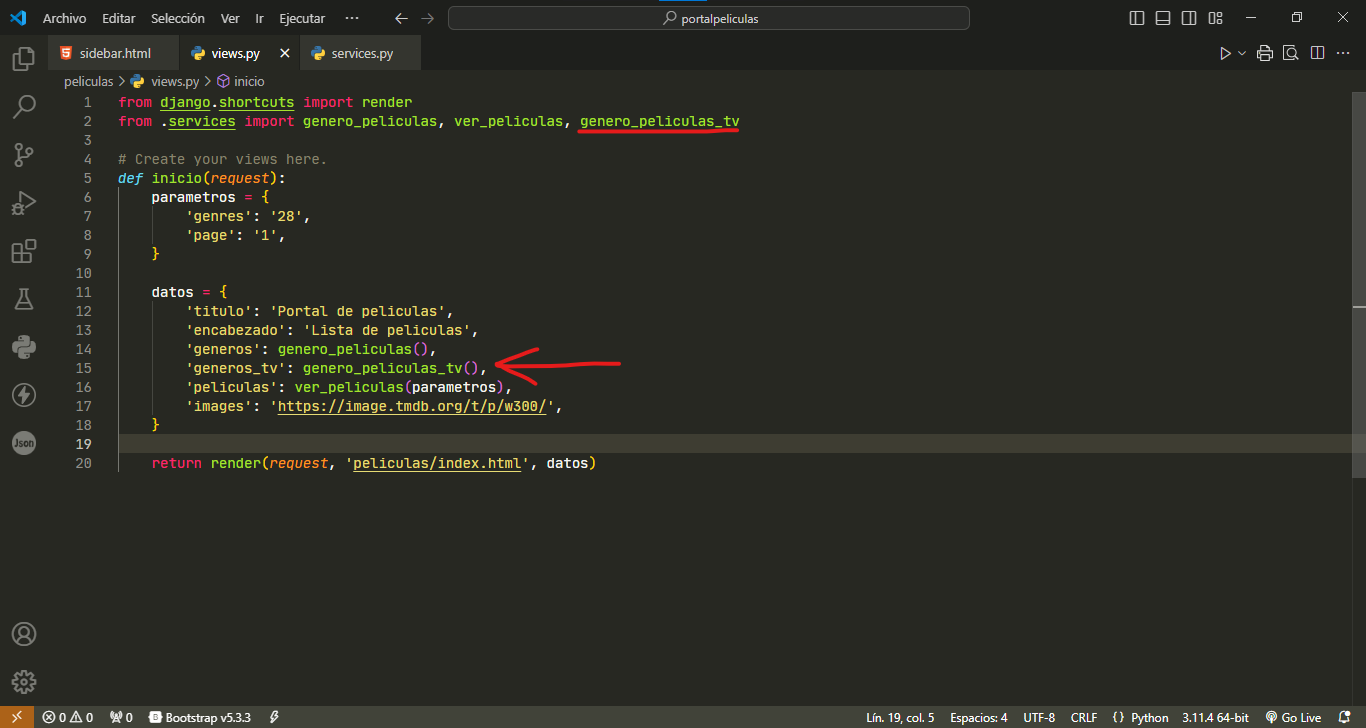 Archivo Editar Selección Ver Ir Ejecutar ··· portalpeliculas
sidebar.html views.py services.py
peliculas > views.py > inicio
1 from django.shortcuts import render
2 from .services import genero_peliculas, ver_peliculas, genero_peliculas_tv
3
4 # Create your views here.
5 def inicio(request):
6     parametros = {
7         'genres': '28',
8         'page': '1',
9     }
10
11     datos = {
12         'titulo': 'Portal de peliculas',
13         'encabezado': 'Lista de peliculas',
14         'generos': genero_peliculas(),
15         'generos_tv': genero_peliculas_tv(),
16         'peliculas': ver_peliculas(parametros),
17         'images': 'https://image.tmdb.org/t/p/w300/',
18     }
19
20     return render(request, 'peliculas/index.html', datos)
Json
0 0 0 Bootstrap v5.3.3 Lín. 19, col. 5 Espacios: 4 UTF-8 CRLF {} Python 3.11.4 64-bit Go Live